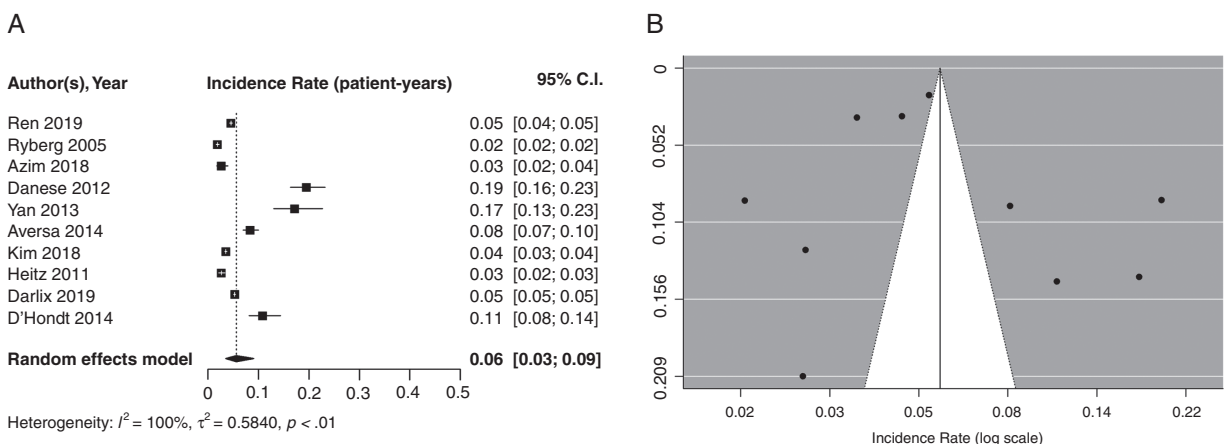 A
Author(s), Year Incidence Rate (patient-years) 95% C.I.
Ren 2019 0.05 [0.04; 0.05]
Ryberg 2005 0.02 [0.02; 0.02]
Azim 2018 0.03 [0.02; 0.04]
Danese 2012 0.19 [0.16; 0.23]
Yan 2013 0.17 [0.13; 0.23]
Aversa 2014 0.08 [0.07; 0.10]
Kim 2018 0.04 [0.03; 0.04]
Heitz 2011 0.03 [0.02; 0.03]
Darlix 2019 0.05 [0.05; 0.05]
D'Hondt 2014 0.11 [0.08; 0.14]
Random effects model 0.06 [0.03; 0.09]
0 0.1 0.2 0.3 0.4 0.5
Heterogeneity: I² = 100%, τ² = 0.5840, p < .01
B
0
0.052
0.104
0.156
0.209
0.02 0.03 0.05 0.08 0.14 0.22
Incidence Rate (log scale)